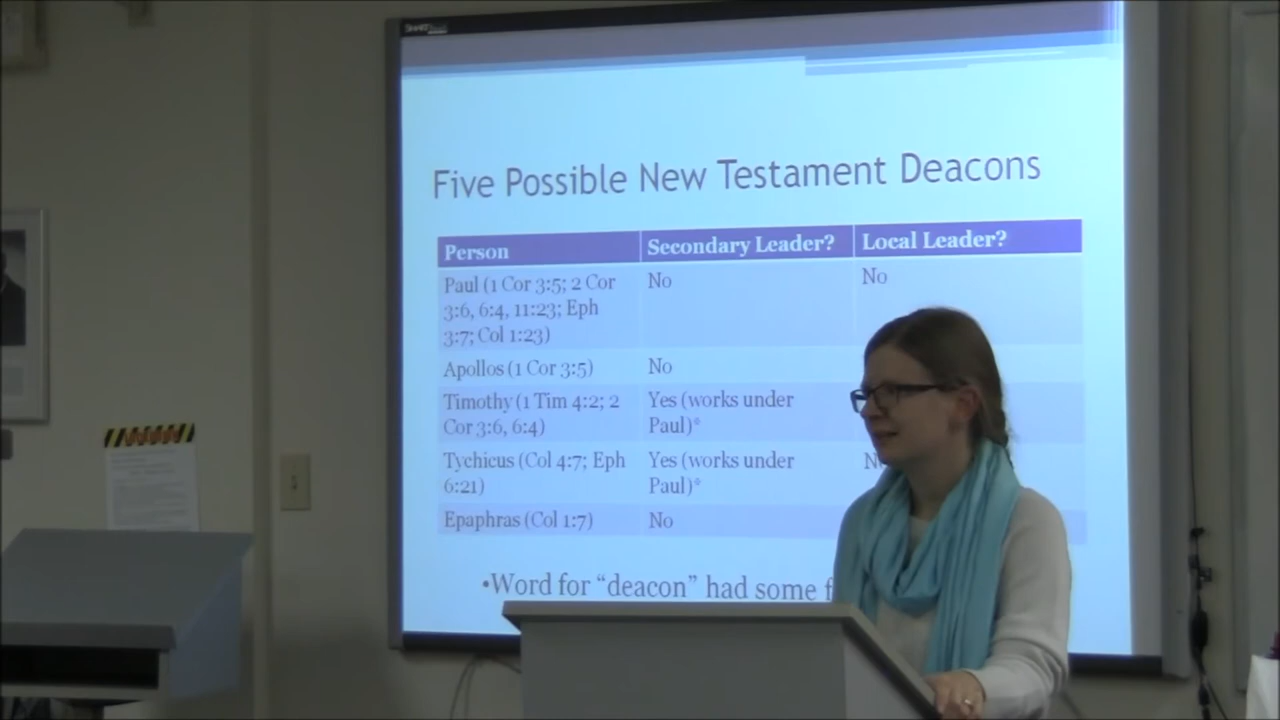 Five Possible New Testament Deacons
Person Secondary Leader? Local Leader?
Paul (1 Cor 3:5; 2 Cor No No
3:6, 6:4, 11:23; Eph
3:7; Col 1:23)
Apollos (1 Cor 3:5) No
Timothy (1 Tim 4:2; 2 Yes (works under
Cor 3:6, 6:4) Paul)*
Tychicus (Col 4:7; Eph Yes (works under
6:21) Paul)*
Epaphras (Col 1:7) No
•Word for “deacon” had some